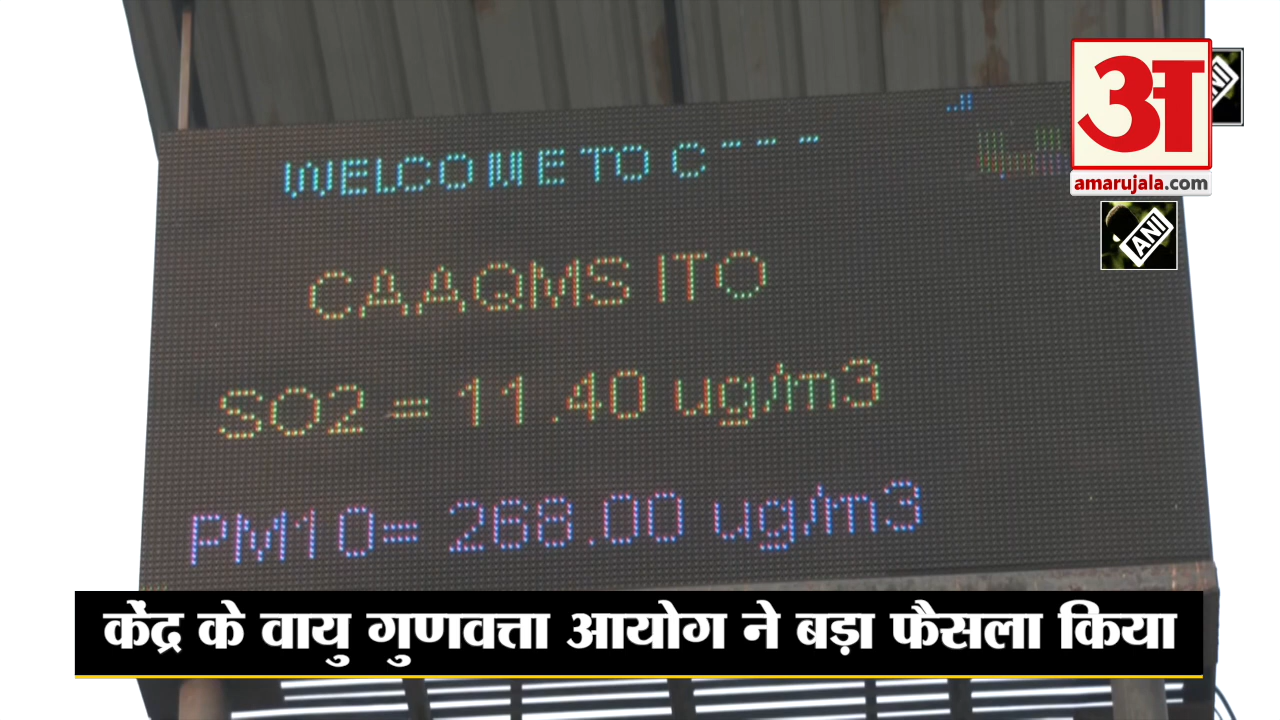 WELCOME TO C
अ
amarujala.com
ANI
CAAQMS ITO
SO2 = 11.40 ug/m3
PM10= 268.00 ug/m3
केंद्र के वायु गुणवत्ता आयोग ने बड़ा फैसला किया